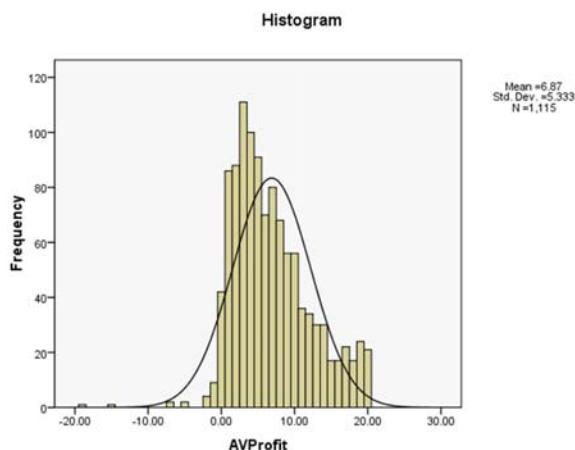 Histogram
Mean =6.87
Std. Dev. =5.333
N =1,115
120
100
80
60
40
20
0
Frequency
-20.00 -10.00 0.00 10.00 20.00 30.00
AVProfit